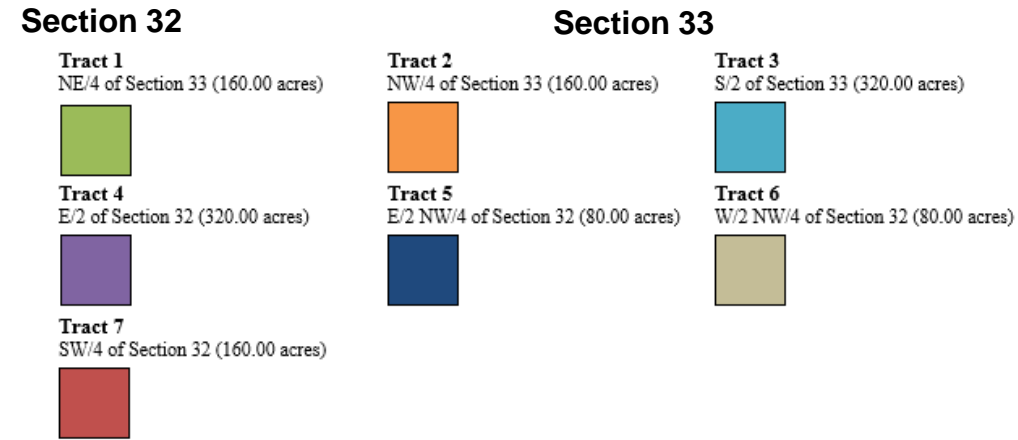 Section 32
Section 33
Tract 1
NE/4 of Section 33 (160.00 acres)
Tract 2
NW/4 of Section 33 (160.00 acres)
Tract 3
S/2 of Section 33 (320.00 acres)
Tract 4
E/2 of Section 32 (320.00 acres)
Tract 5
E/2 NW/4 of Section 32 (80.00 acres)
Tract 6
W/2 NW/4 of Section 32 (80.00 acres)
Tract 7
SW/4 of Section 32 (160.00 acres)